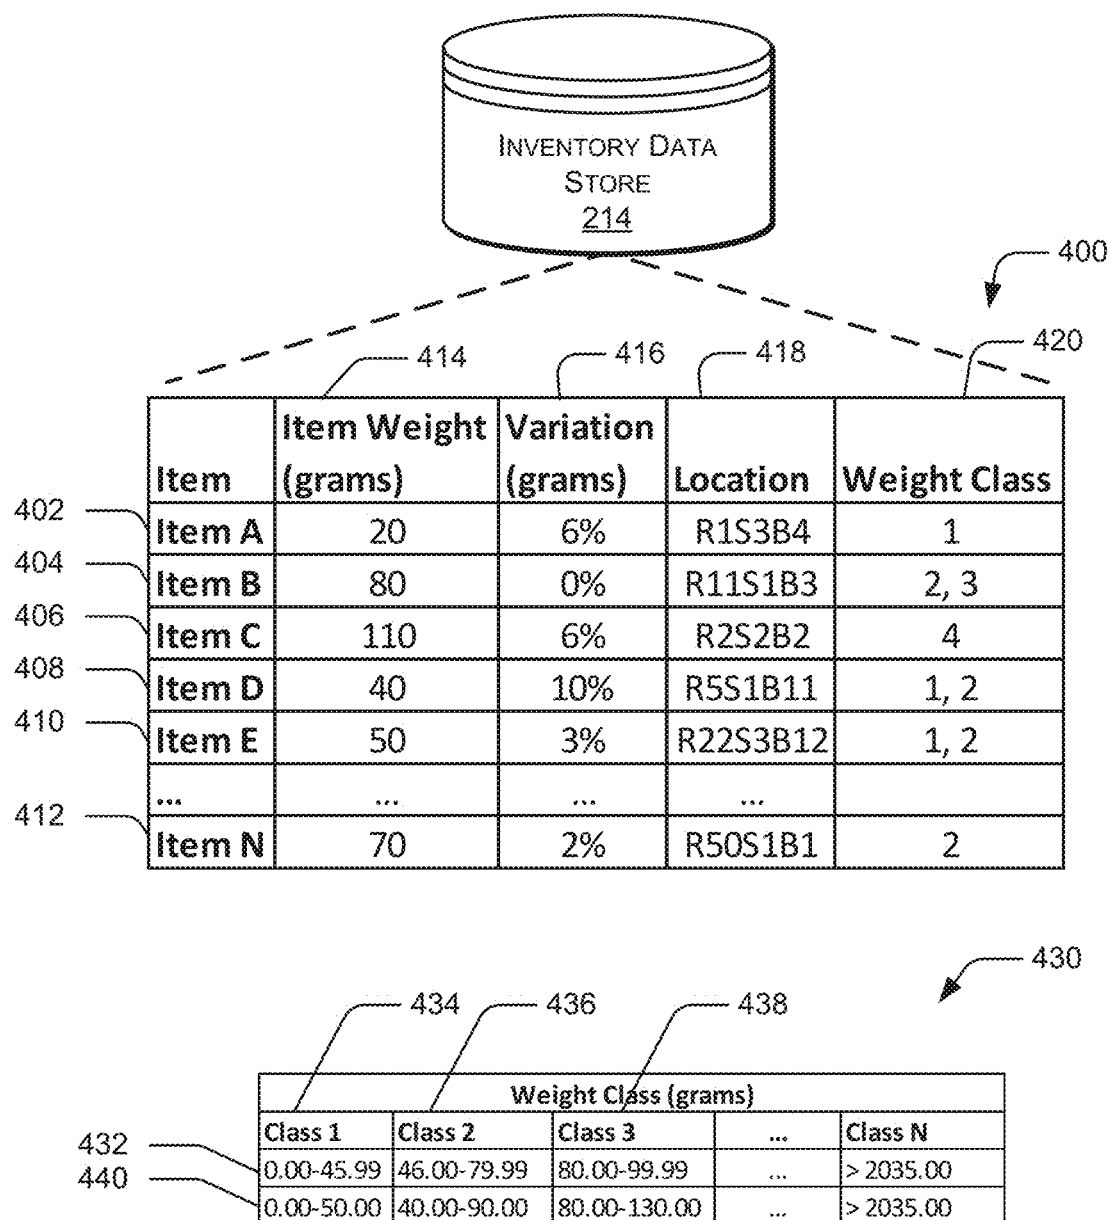 INVENTORY DATA
STORE
214
400
414
416
418
420
Item Item Weight (grams) Variation (grams) Location Weight Class
402 Item A 20 6% R1S3B4 1
404 Item B 80 0% R11S1B3 2, 3
406 Item C 110 6% R2S2B2 4
408 Item D 40 10% R5S1B11 1, 2
410 Item E 50 3% R22S3B12 1, 2
... ... ... ...
412 Item N 70 2% R50S1B1 2
430
434
436
438
Weight Class (grams)
Class 1 Class 2 Class 3 ... Class N
432 0.00-45.99 46.00-79.99 80.00-99.99 ... > 2035.00
440 0.00-50.00 40.00-90.00 80.00-130.00 ... > 2035.00